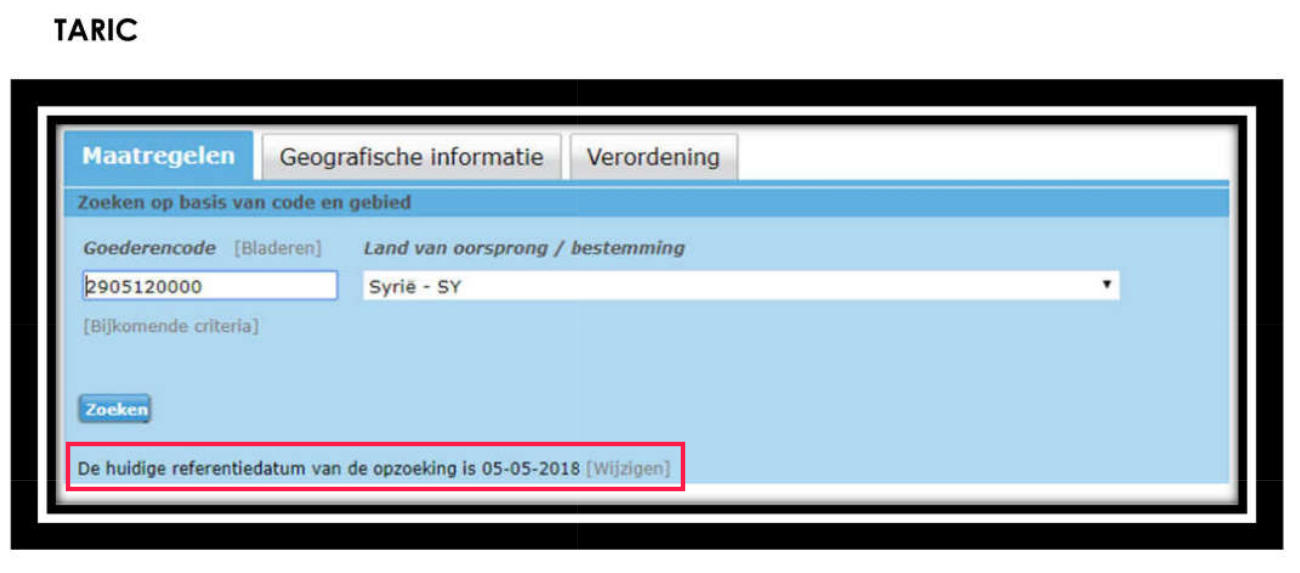 TARIC
Maatregelen Geografische informatie Verordening
Zoeken op basis van code en gebied
Goederencode [Bladeren] Land van oorsprong / bestemming
2905120000 Syrië - SY
[Bijkomende criteria]
Zoeken
De huidige referentiedatum van de opzoeking is 05-05-2018 [Wijzigen]